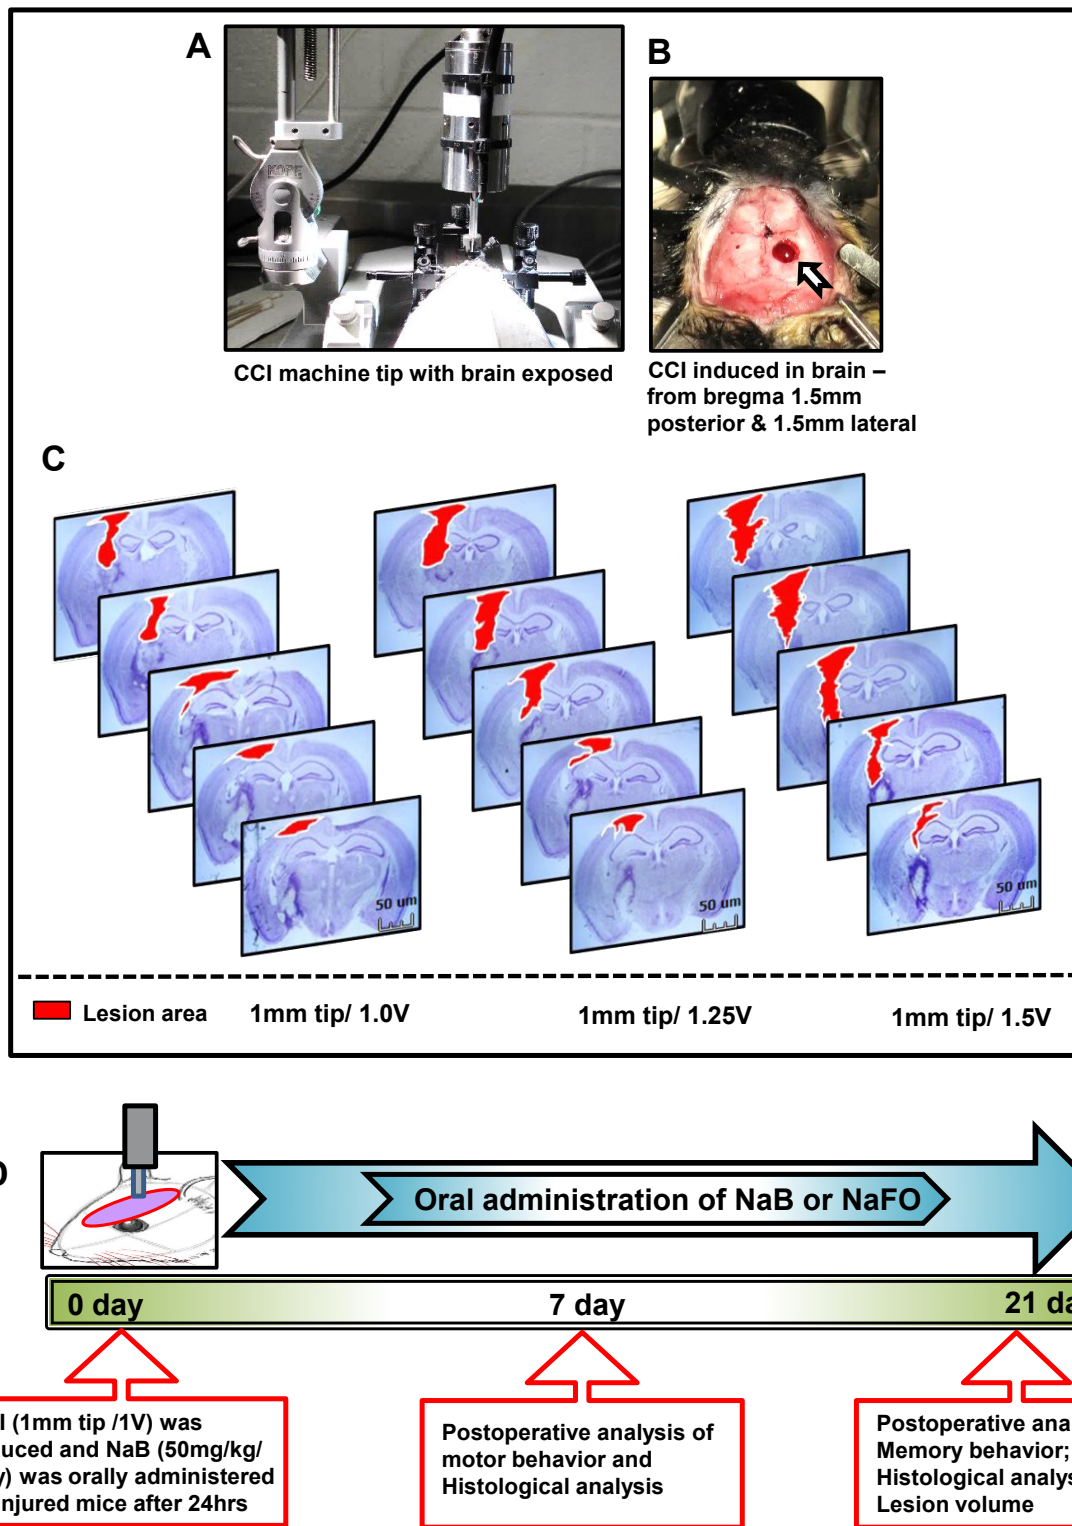 A
B
KOPF
CCI machine tip with brain exposed
CCI induced in brain –
from bregma 1.5mm
posterior & 1.5mm lateral
C
50 um
50 um
50 um
Lesion area
1mm tip/ 1.0V
1mm tip/ 1.25V
1mm tip/ 1.5V
D
Oral administration of NaB or NaFO
0 day
7 day
21 da
I (1mm tip /1V) was
uced and NaB (50mg/kg/
y) was orally administered
injured mice after 24hrs
Postoperative analysis of
motor behavior and
Histological analysis
Postoperative ana
Memory behavior;
Histological analys
Lesion volume